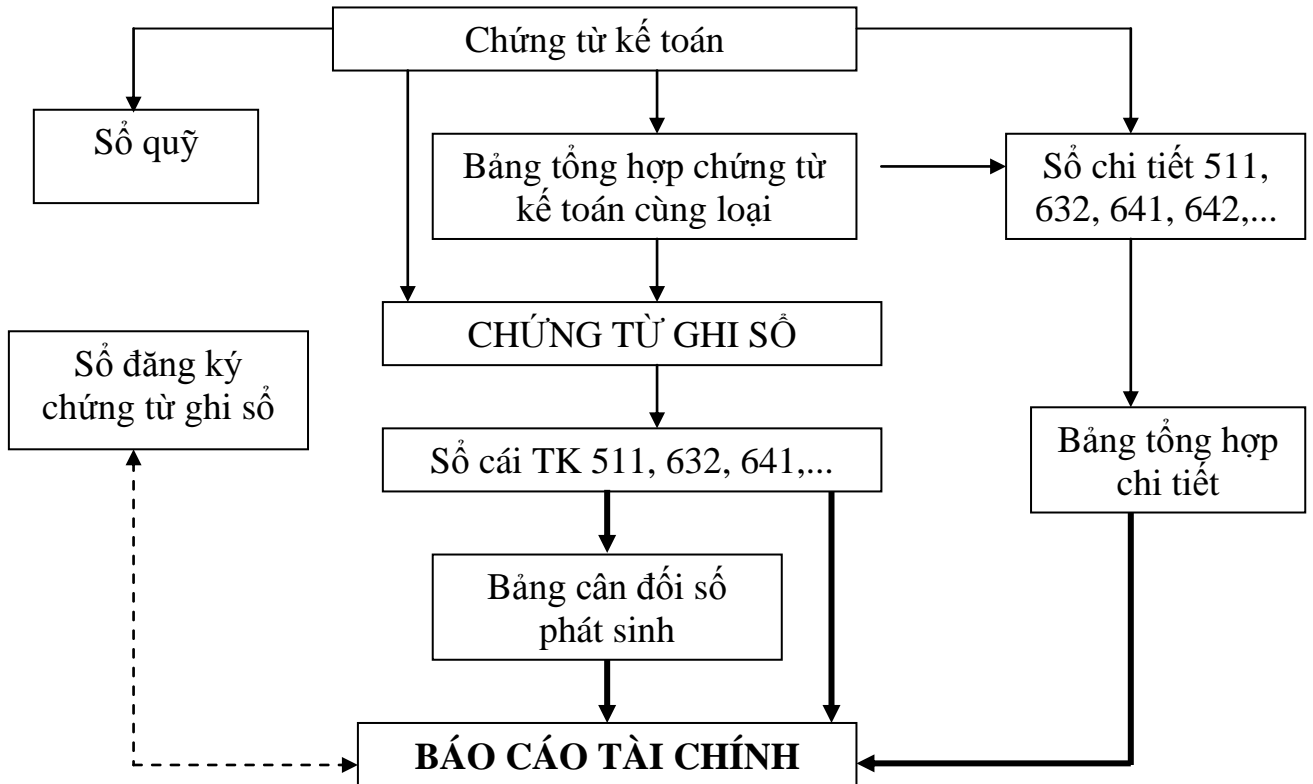 Chứng từ kế toán
Sổ quỹ
Bảng tổng hợp chứng từ
kế toán cùng loại
Sổ chi tiết 511,
632, 641, 642,...
CHỨNG TỪ GHI SỔ
Sổ đăng ký
chứng từ ghi sổ
Sổ cái TK 511, 632, 641,...
Bảng tổng hợp
chi tiết
Bảng cân đối số
phát sinh
BÁO CÁO TÀI CHÍNH